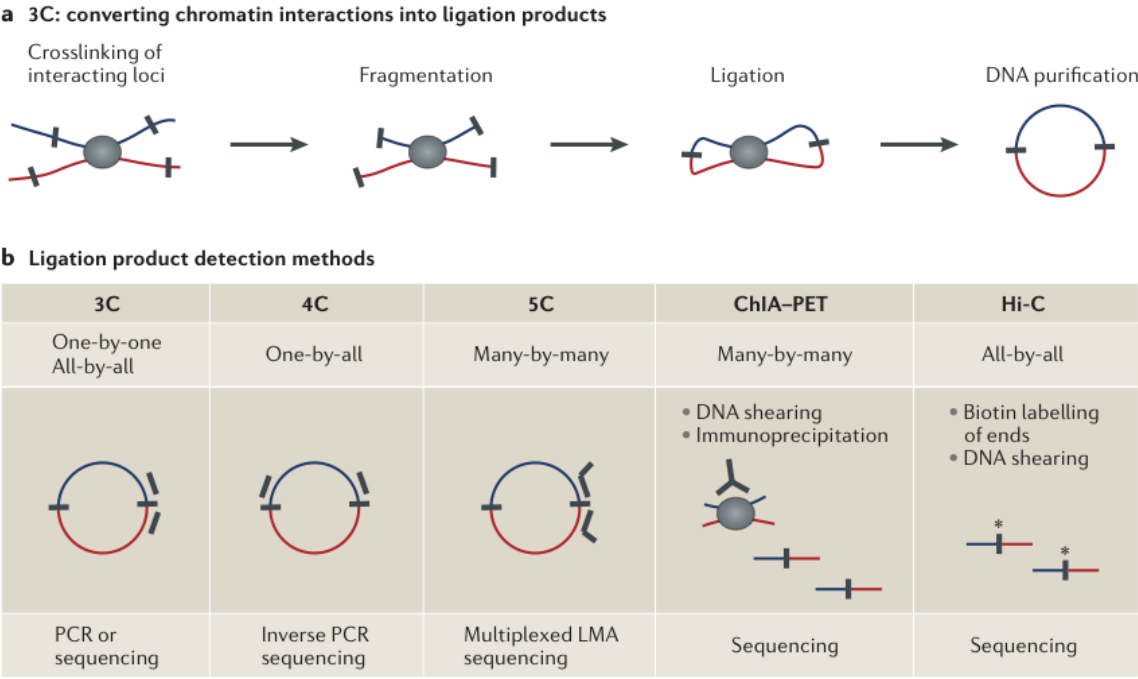 a 3C: converting chromatin interactions into ligation products
Crosslinking of
interacting loci
Fragmentation
Ligation
DNA purification
b Ligation product detection methods
3C
4C
5C
ChIA–PET
Hi-C
One-by-one
All-by-all
One-by-all
Many-by-many
Many-by-many
All-by-all
• DNA shearing
• Immunoprecipitation
• Biotin labelling
of ends
• DNA shearing
*
*
PCR or
sequencing
Inverse PCR
sequencing
Multiplexed LMA
sequencing
Sequencing
Sequencing